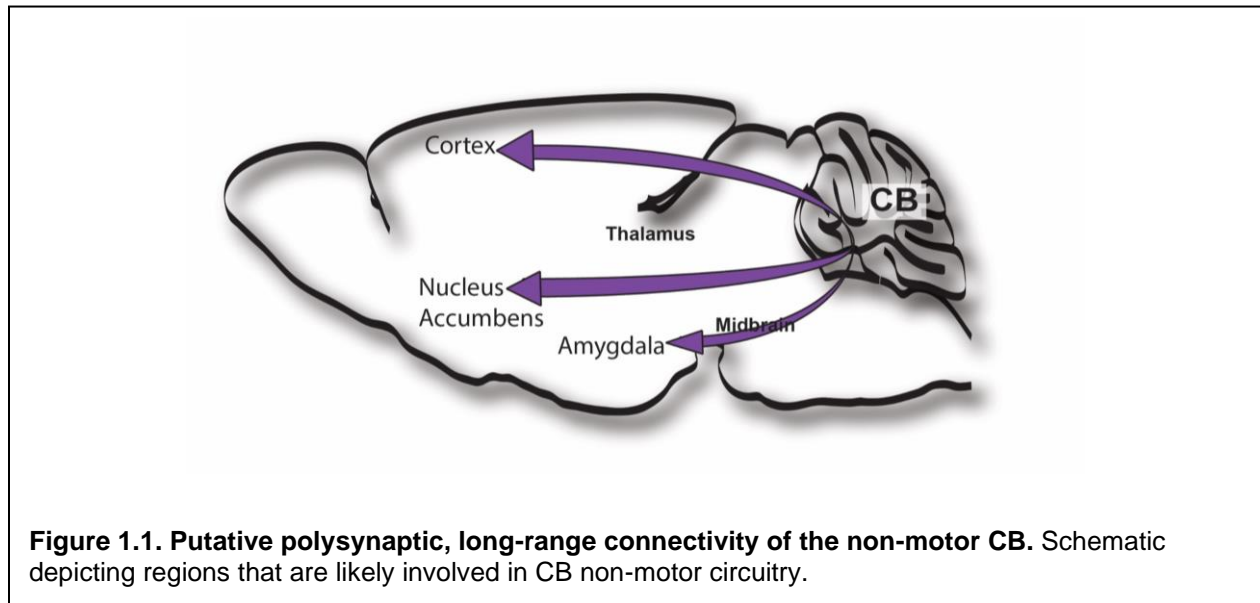 Cortex
CB
Thalamus
Nucleus
Accumbens
Midbrain
Amygdala
Figure 1.1. Putative polysynaptic, long-range connectivity of the non-motor CB. Schematic
depicting regions that are likely involved in CB non-motor circuitry.